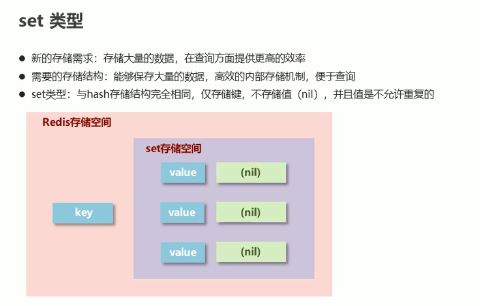 set 类型
● 新的存储需求：存储大量的数据，在查询方面提供更高的效率
● 需要的存储结构：能够保存大量的数据，高效的内部存储机制，便于查询
● set类型：与hash存储结构完全相同，仅存储键，不存储值（nil），并且值是不允许重复的
Redis存储空间
set存储空间
value (nil)
key value (nil)
value (nil)